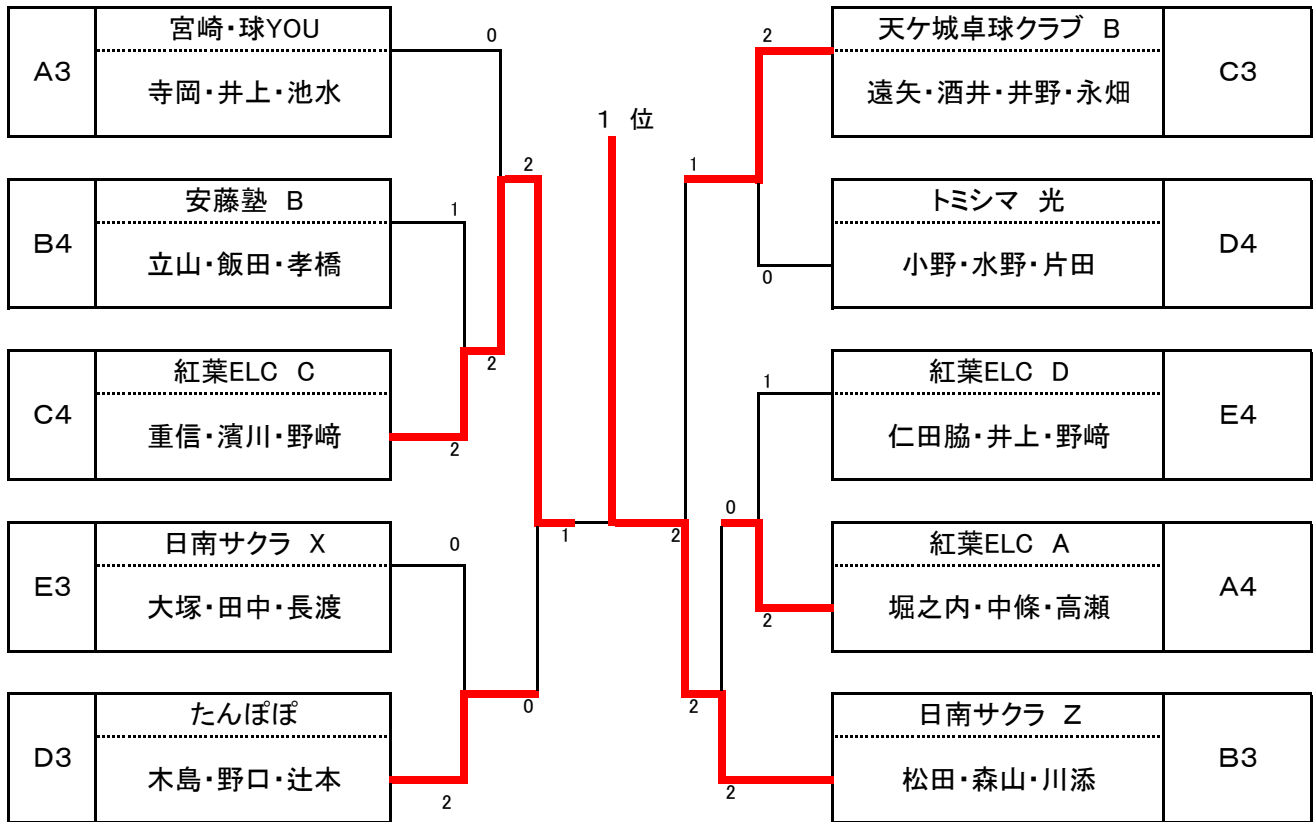 A3
宮崎・球YOU
寺岡・井上・池水
B4
安藤塾 B
立山・飯田・孝橋
C4
紅葉ELC C
重信・濱川・野﨑
E3
日南サクラ X
大塚・田中・長渡
D3
たんぽぽ
木島・野口・辻本
0
1
2
2
2
0
2
0
1
1 位
2
2
1
0
1
0
2
2
2
天ケ城卓球クラブ B
遠矢・酒井・井野・永畑
C3
トミシマ 光
小野・水野・片田
D4
紅葉ELC D
仁田脇・井上・野﨑
E4
紅葉ELC A
堀之内・中條・高瀬
A4
日南サクラ Z
松田・森山・川添
B3